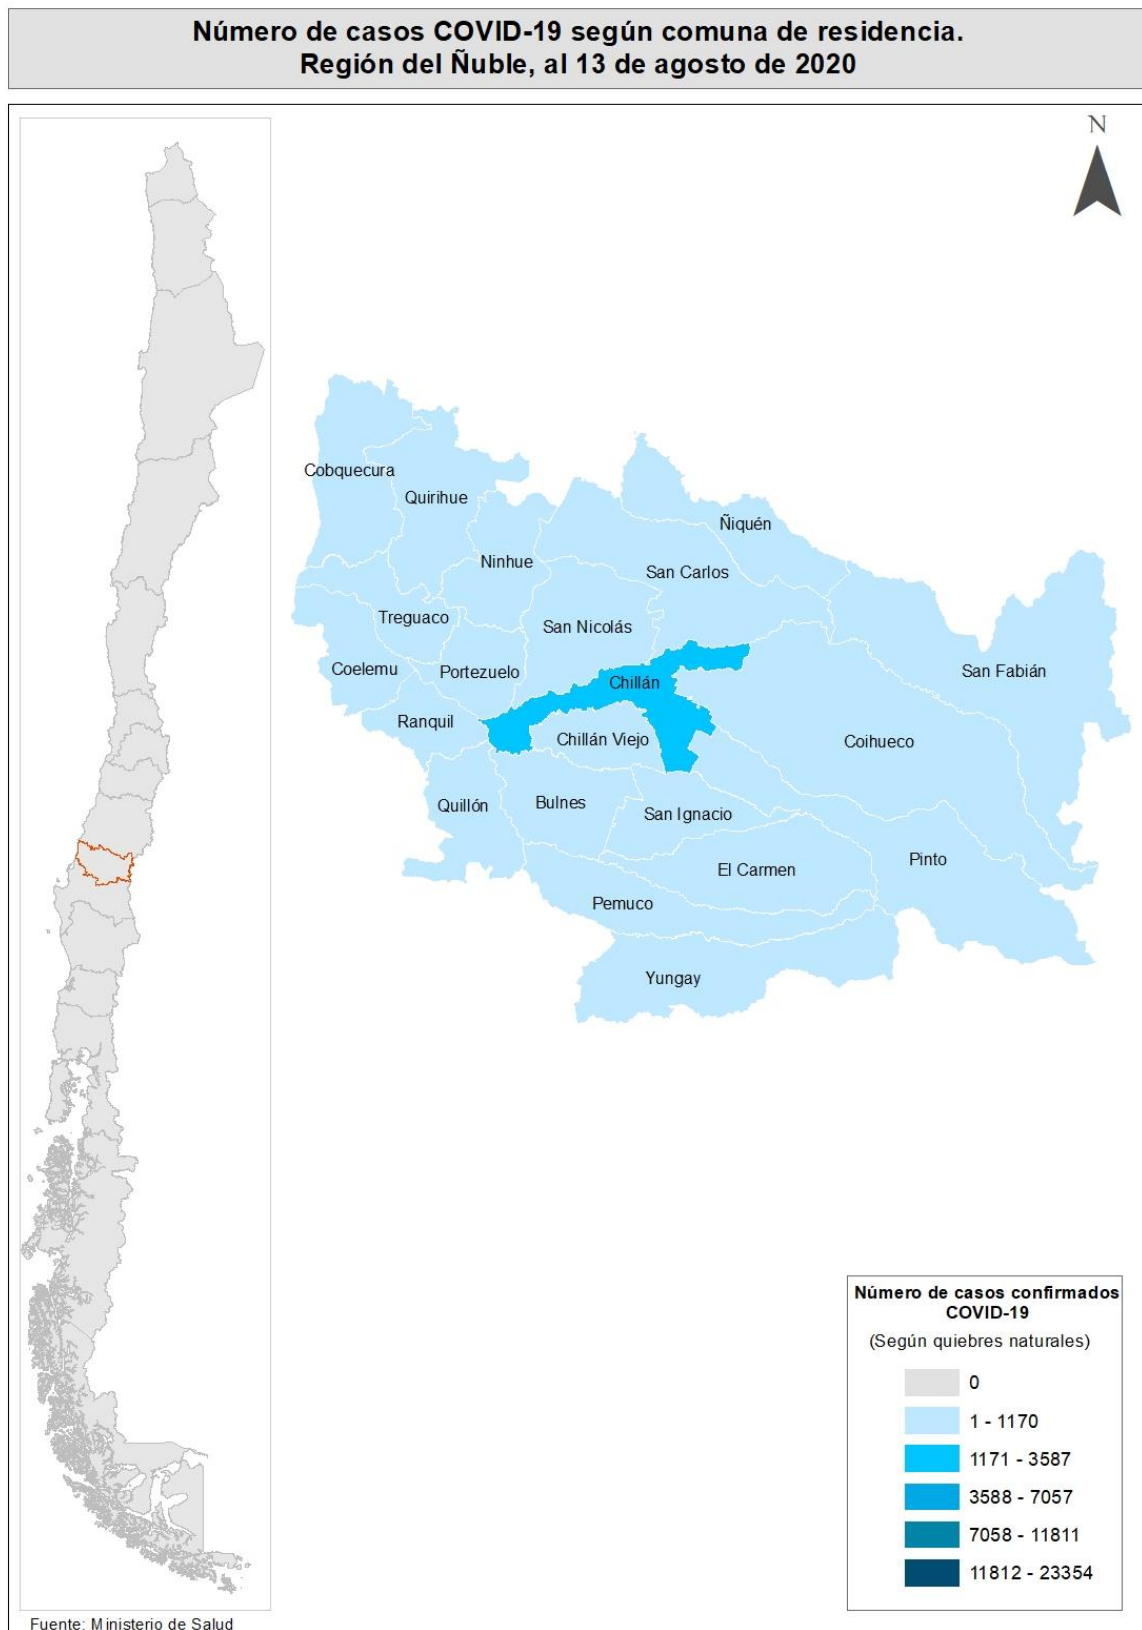 Número de casos COVID-19 según comuna de residencia.
Región del Ñuble, al 13 de agosto de 2020
N
Cobquecura
Quirihue
Ñiquén
Ninhue
San Carlos
Treguaco
San Nicolás
Coelemu
Portezuelo
Chillán
San Fabián
Ranquil
Chillán Viejo
Coihueco
Quillón
Bulnes
San Ignacio
El Carmen
Pinto
Pemuco
Yungay
Número de casos confirmados
COVID-19
(Según quiebres naturales)
0
1 - 1170
1171 - 3587
3588 - 7057
7058 - 11811
11812 - 23354
Fuente: Ministerio de Salud